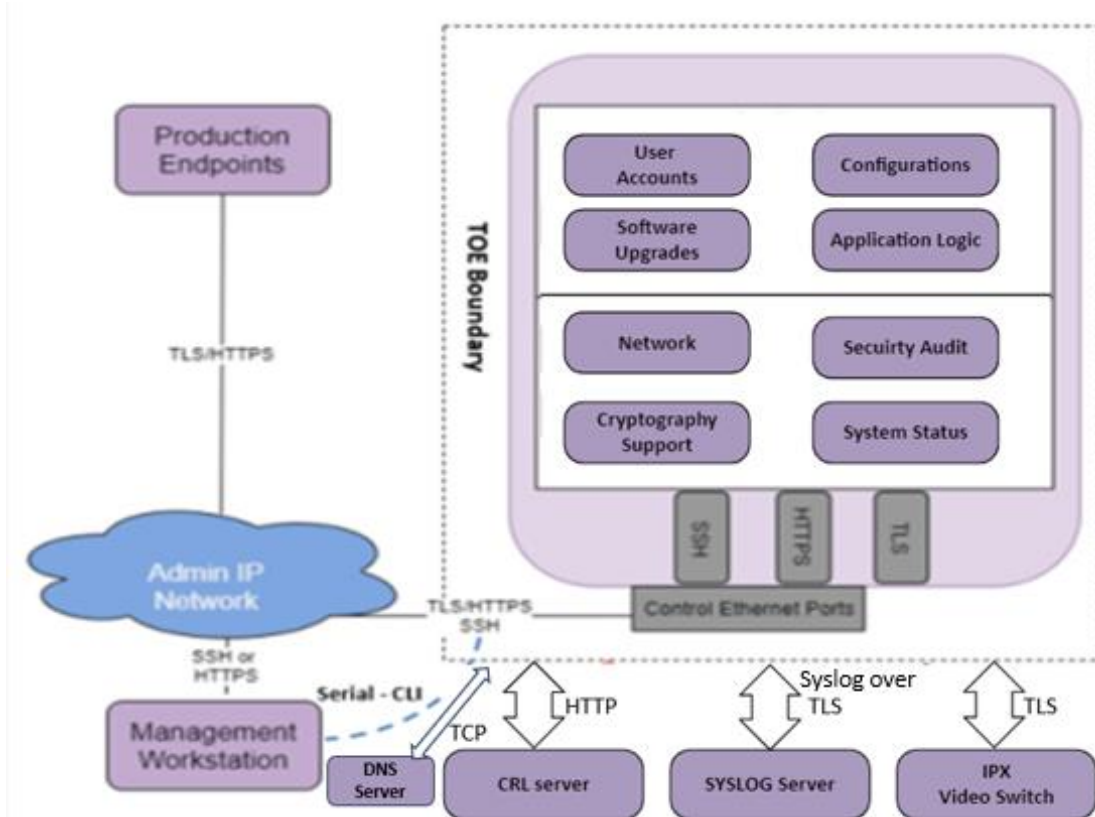 Production
Endpoints
TLS/HTTPS
Admin IP
Network
SSH or
HTTPS
Management
Workstation
Serial - CLI
TLS/HTTPS
SSH
TOE Boundary
User
Accounts
Configurations
Software
Upgrades
Application Logic
Network
Secuirty Audit
Cryptography
Support
System Status
SSH
HTTPS
TLS
Control Ethernet Ports
TCP
HTTP
Syslog over
TLS
TLS
DNS
Server
CRL server
SYSLOG Server
IPX
Video Switch